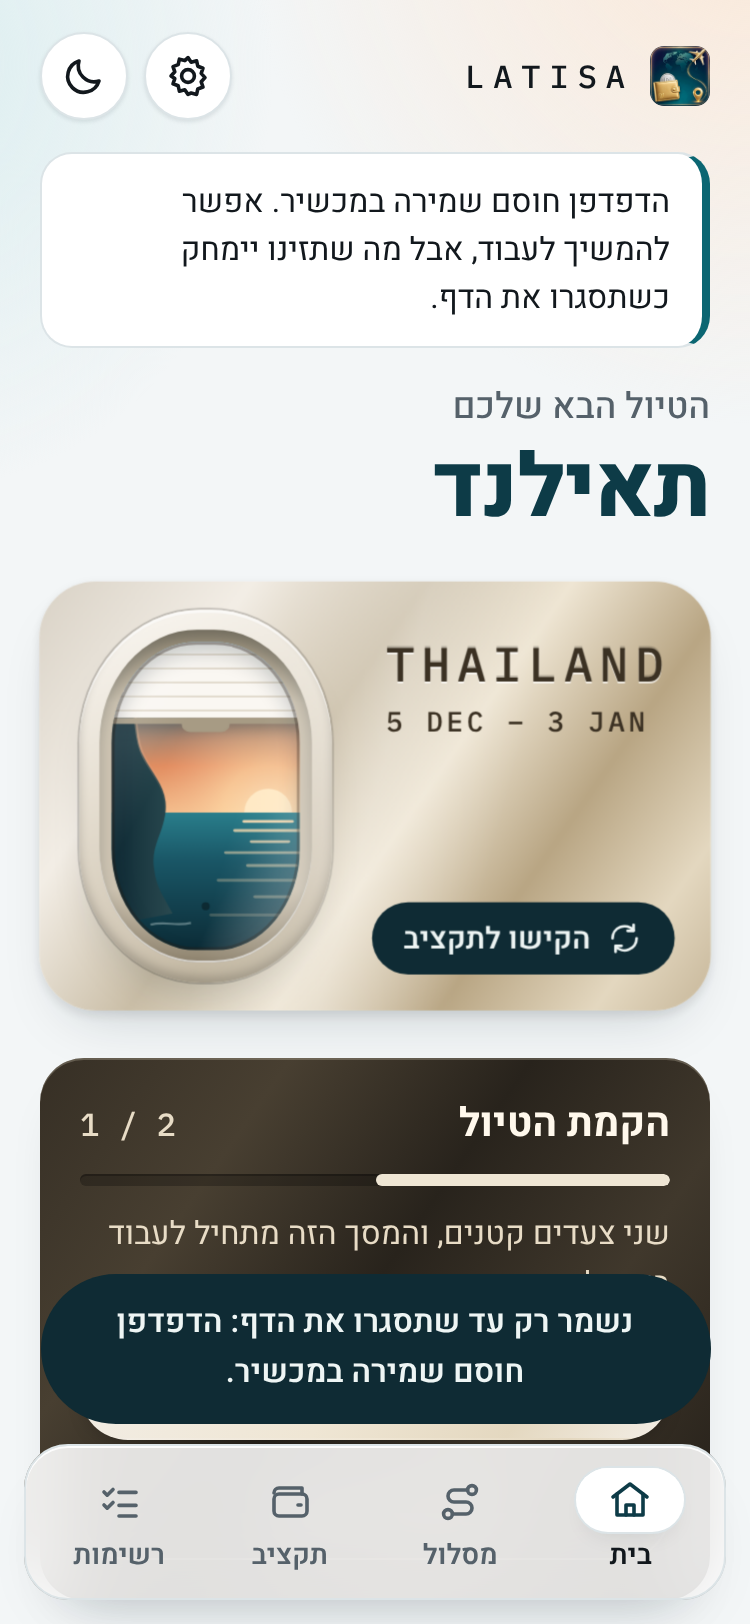 LATISA
הדפדפן חוסם שמירה במכשיר. אפשר
להמשיך לעבוד, אבל מה שתזינו יימחק
כשתסגרו את הדף.
הטיול הבא שלכם
תאילנד
THAILAND
5 DEC – 3 JAN
הקישו לתקציב
הקמת הטיול
1 / 2
שני צעדים קטנים, והמסך הזה מתחיל לעבוד
נשמר רק עד שתסגרו את הדף: הדפדפן
חוסם שמירה במכשיר.
בית
מסלול
תקציב
רשימות